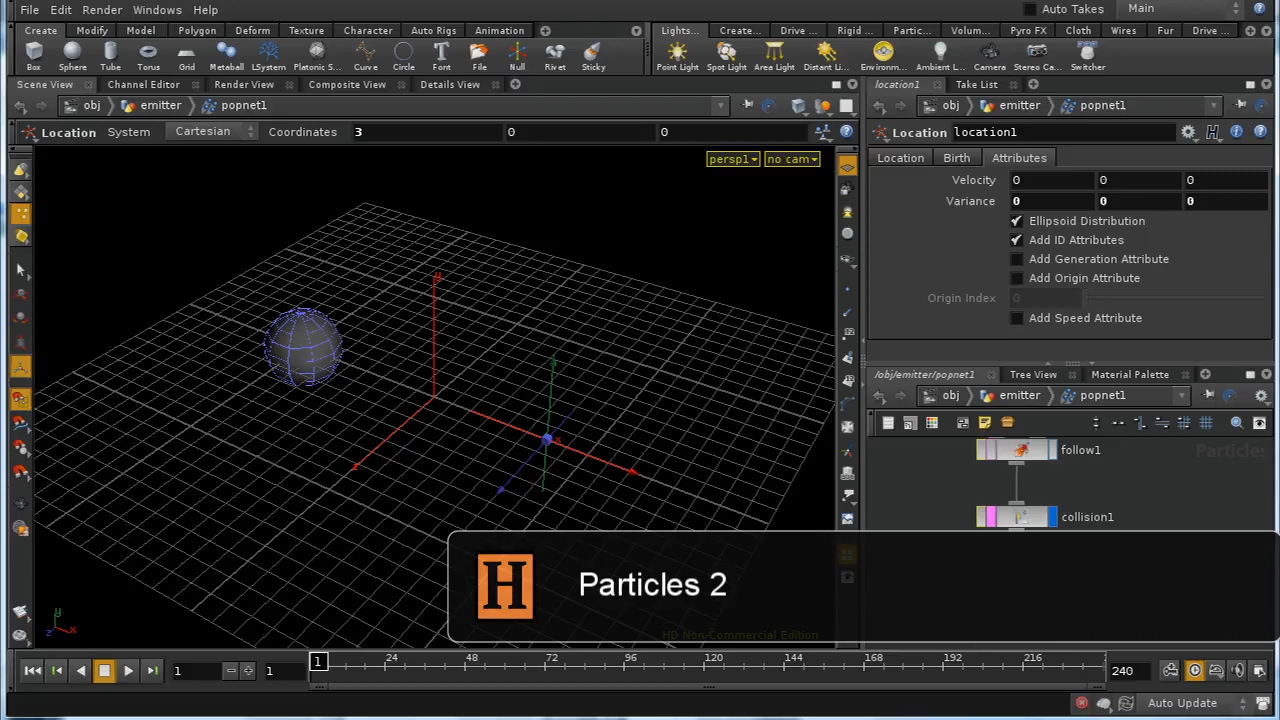 File Edit Render Windows Help Auto Takes Main
Create Modify Model Polygon Deform Texture Character Auto Rigs Animation
Lights... Create... Drive ... Rigid ... Partic... Volum... Pyro FX Cloth Wires Fur Drive ...
Box Sphere Tube Torus Grid Metaball LSystem Platonic S... Curve Circle Font File Null Rivet Sticky
Point Light Spot Light Area Light Distant Li... Environm... Ambient L... Camera Stereo Ca... Switcher
Scene View Channel Editor Render View Composite View Details View
location1 Take List
obj emitter popnet1
obj emitter popnet1
Location System Cartesian Coordinates 3 0 0
Location location1
persp1 no cam
Location Birth Attributes
Velocity 0 0 0
Variance 0 0 0
Ellipsoid Distribution
Add ID Attributes
Add Generation Attribute
Add Origin Attribute
Origin Index 0
Add Speed Attribute
y
z
x
/obj/emitter/popnet1 Tree View Material Palette
obj emitter popnet1
follow1
Particles
collision1
H
Particles 2
HD Non-Commercial Edition
y
z x
1 1 1 24 48 72 96 120 144 168 192 216 240
Auto Update